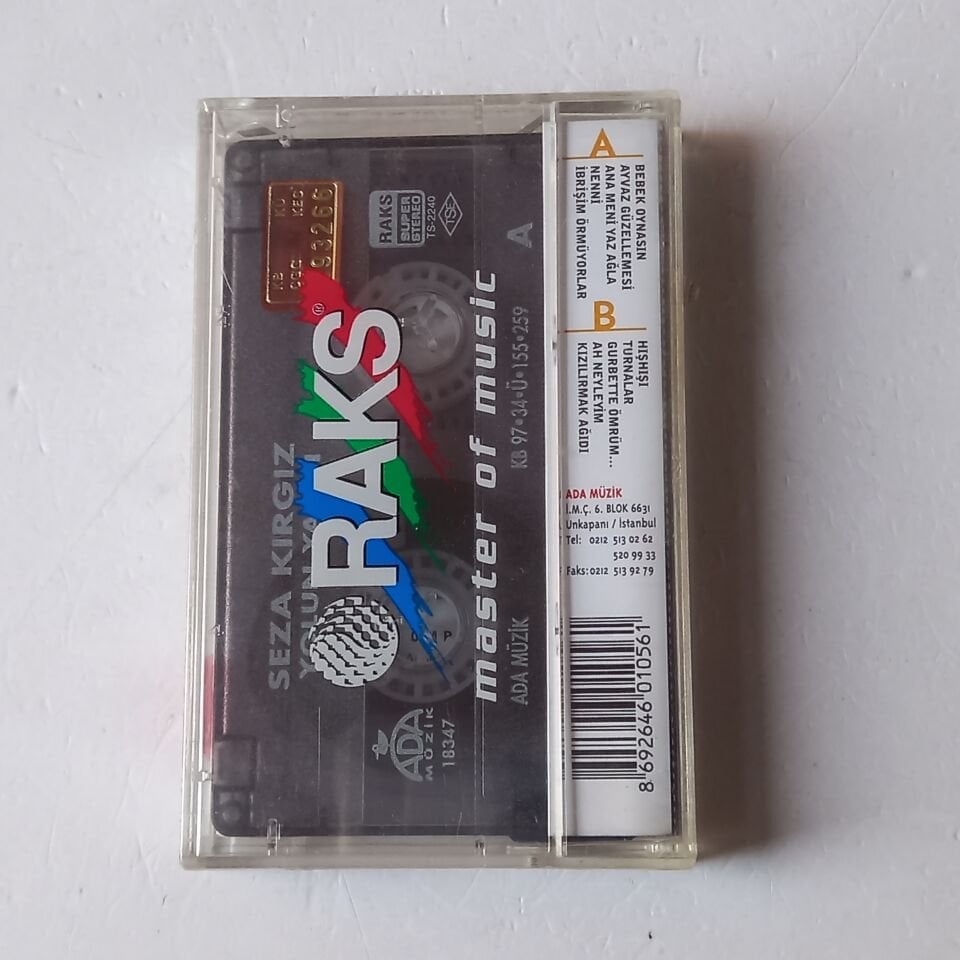 A
BEBEK OYNASIN
AYVAZ GÜZELLEMESİ
ANA MENİ YAZ AĞLA
NENNİ
İBRİŞİM ÖRMÜYORLAR
B
HIŞHIŞI
TURNALAR
GURBETTE ÖMRÜM...
AH NEYLEYİM
KIZILIRMAK AĞIDI
ADA MÜZİK
İ.M.Ç. 6. BLOK 6631
Unkapanı / İstanbul
Tel: 0212 513 02 62
520 99 33
Faks: 0212 513 92 79
8 692646 010561
KB
93266
RAKS
SUPER
STEREO
TS-2240
TSE
A
RAKS®
master of music
SEZA KIRGIZ
ADA MÜZİK
KB 97•34•Ü•155•259
ADA
MÜZİK
18347